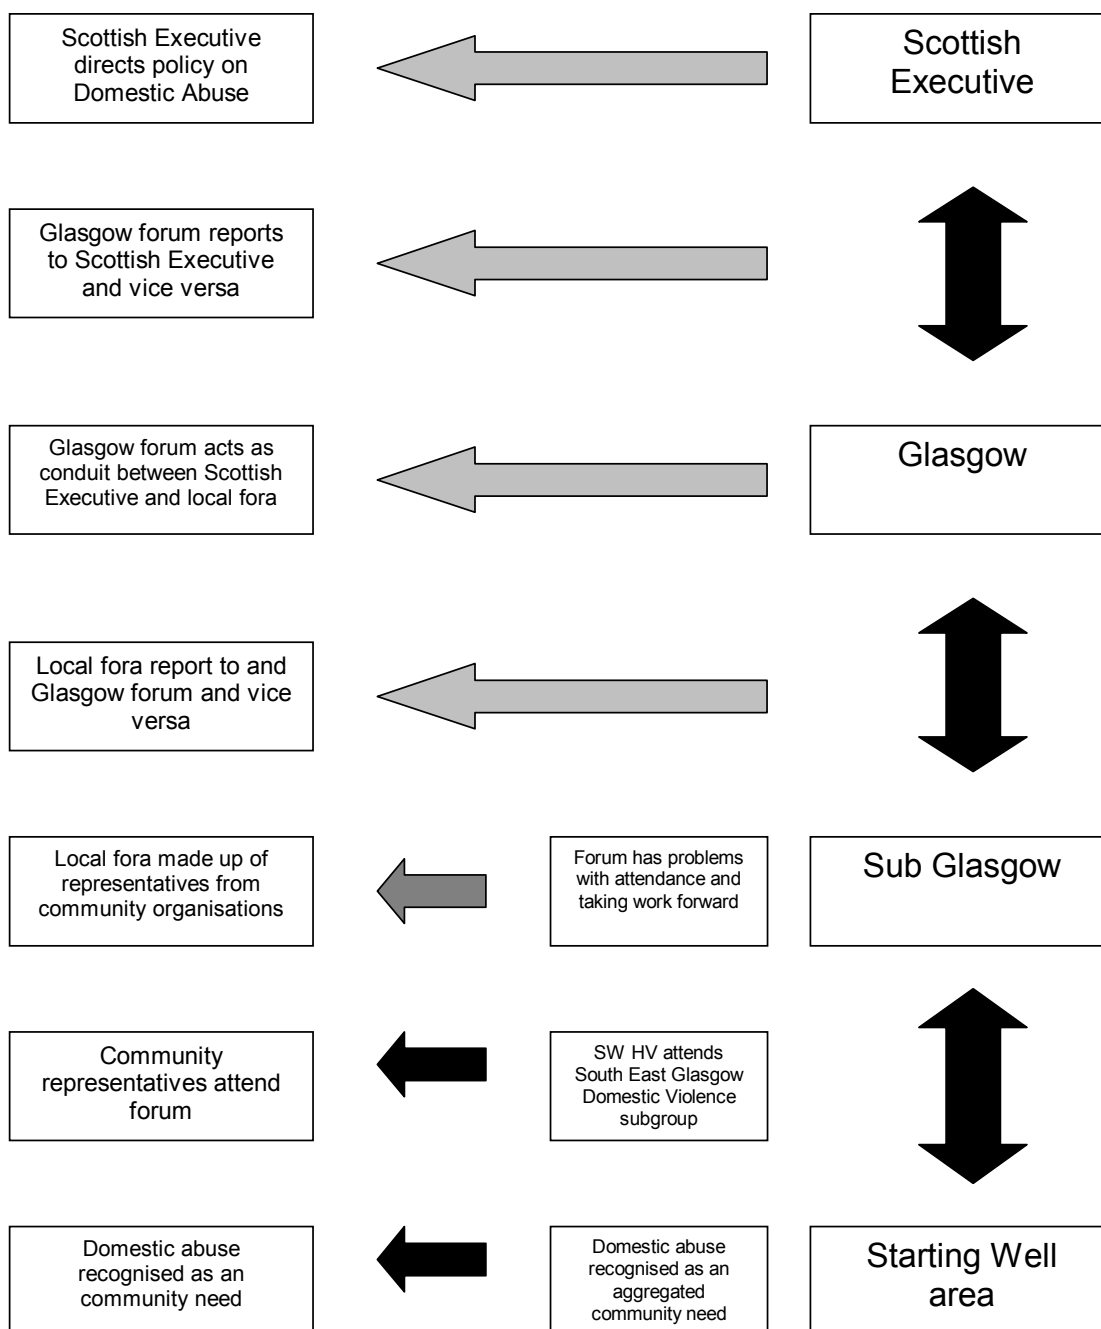 Scottish Executive
directs policy on
Domestic Abuse
Scottish
Executive
Glasgow forum reports
to Scottish Executive
and vice versa
Glasgow forum acts as
conduit between Scottish
Executive and local fora
Glasgow
Local fora report to and
Glasgow forum and vice
versa
Local fora made up of
representatives from
community organisations
Forum has problems
with attendance and
taking work forward
Sub Glasgow
Community
representatives attend
forum
SW HV attends
South East Glasgow
Domestic Violence
subgroup
Domestic abuse
recognised as an
community need
Domestic abuse
recognised as an
aggregated
community need
Starting Well
area